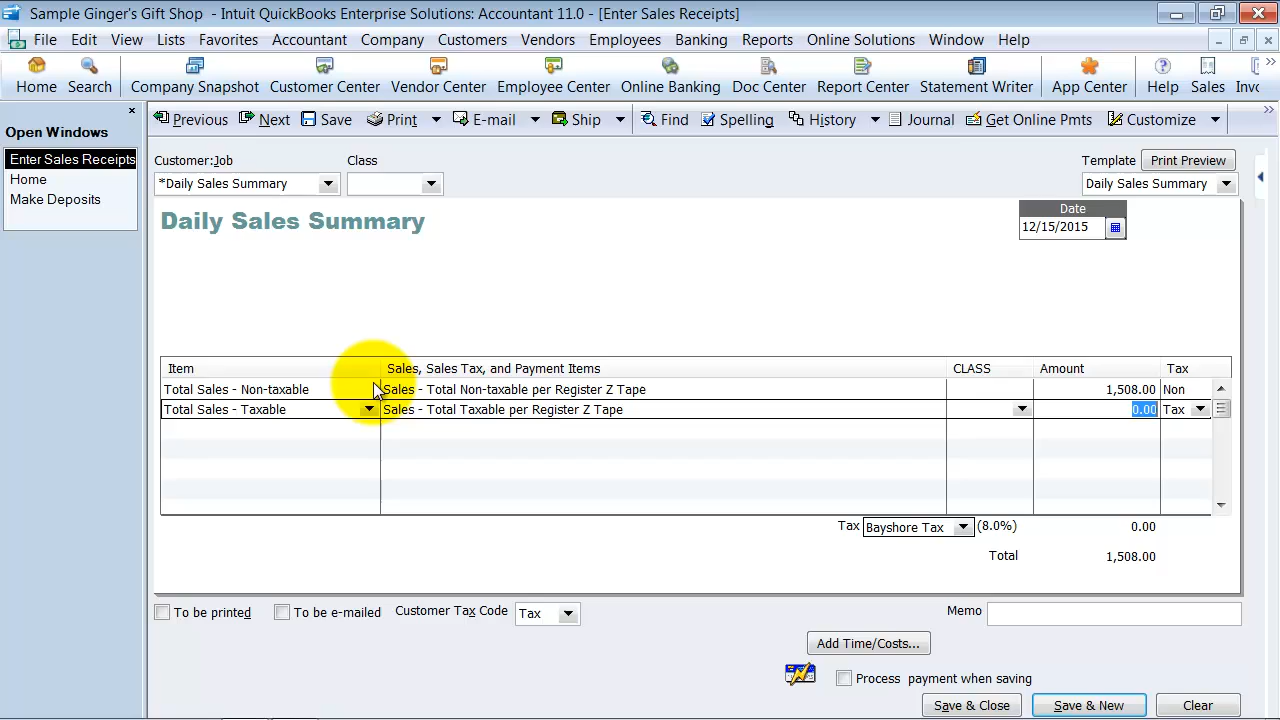 Sample Ginger's Gift Shop - Intuit QuickBooks Enterprise Solutions: Accountant 11.0 - [Enter Sales Receipts]
File Edit View Lists Favorites Accountant Company Customers Vendors Employees Banking Reports Online Solutions Window Help
Home Search Company Snapshot Customer Center Vendor Center Employee Center Online Banking Doc Center Report Center Statement Writer App Center Help Sales Invc
Previous Next Save Print E-mail Ship Find Spelling History Journal Get Online Pmts Customize
Open Windows
Enter Sales Receipts
Home
Make Deposits
Customer:Job Class Template Print Preview
*Daily Sales Summary Daily Sales Summary
Daily Sales Summary
Date
12/15/2015
Item Sales, Sales Tax, and Payment Items CLASS Amount Tax
Total Sales - Non-taxable Sales - Total Non-taxable per Register Z Tape 1,508.00 Non
Total Sales - Taxable Sales - Total Taxable per Register Z Tape 0.00 Tax
Tax Bayshore Tax (8.0%) 0.00
Total 1,508.00
To be printed To be e-mailed Customer Tax Code Tax Memo
Add Time/Costs...
Process payment when saving
Save & Close Save & New Clear